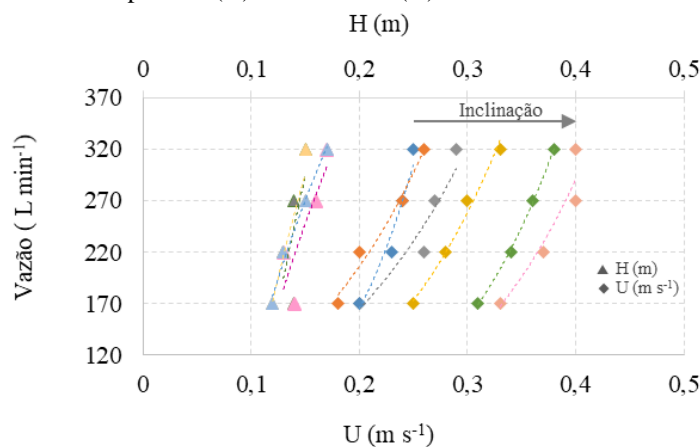 H (m)
0 0,1 0,2 0,3 0,4 0,5
370
Inclinação
320
270
220
170
120
Vazão ( L min-1)
H (m)
U (m s-1)
0 0,1 0,2 0,3 0,4 0,5
U (m s-1)